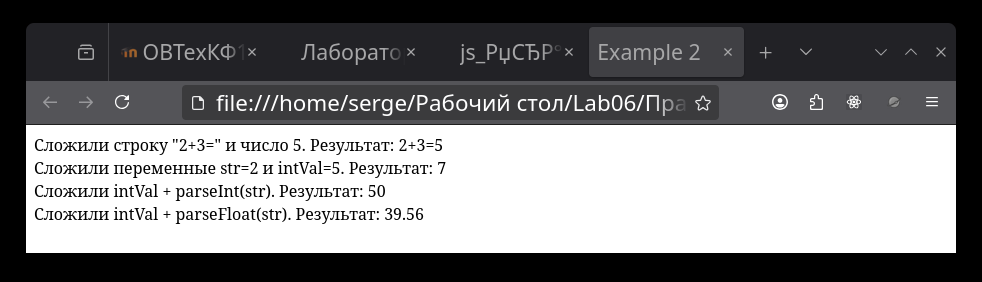 ОВТехКФ1
Лаборато
js_РџСЂР°
Example 2
file:///home/serge/Рабочий стол/Lab06/Пра
Сложили строку "2+3=" и число 5. Результат: 2+3=5
Сложили переменные str=2 и intVal=5. Результат: 7
Сложили intVal + parseInt(str). Результат: 50
Сложили intVal + parseFloat(str). Результат: 39.56